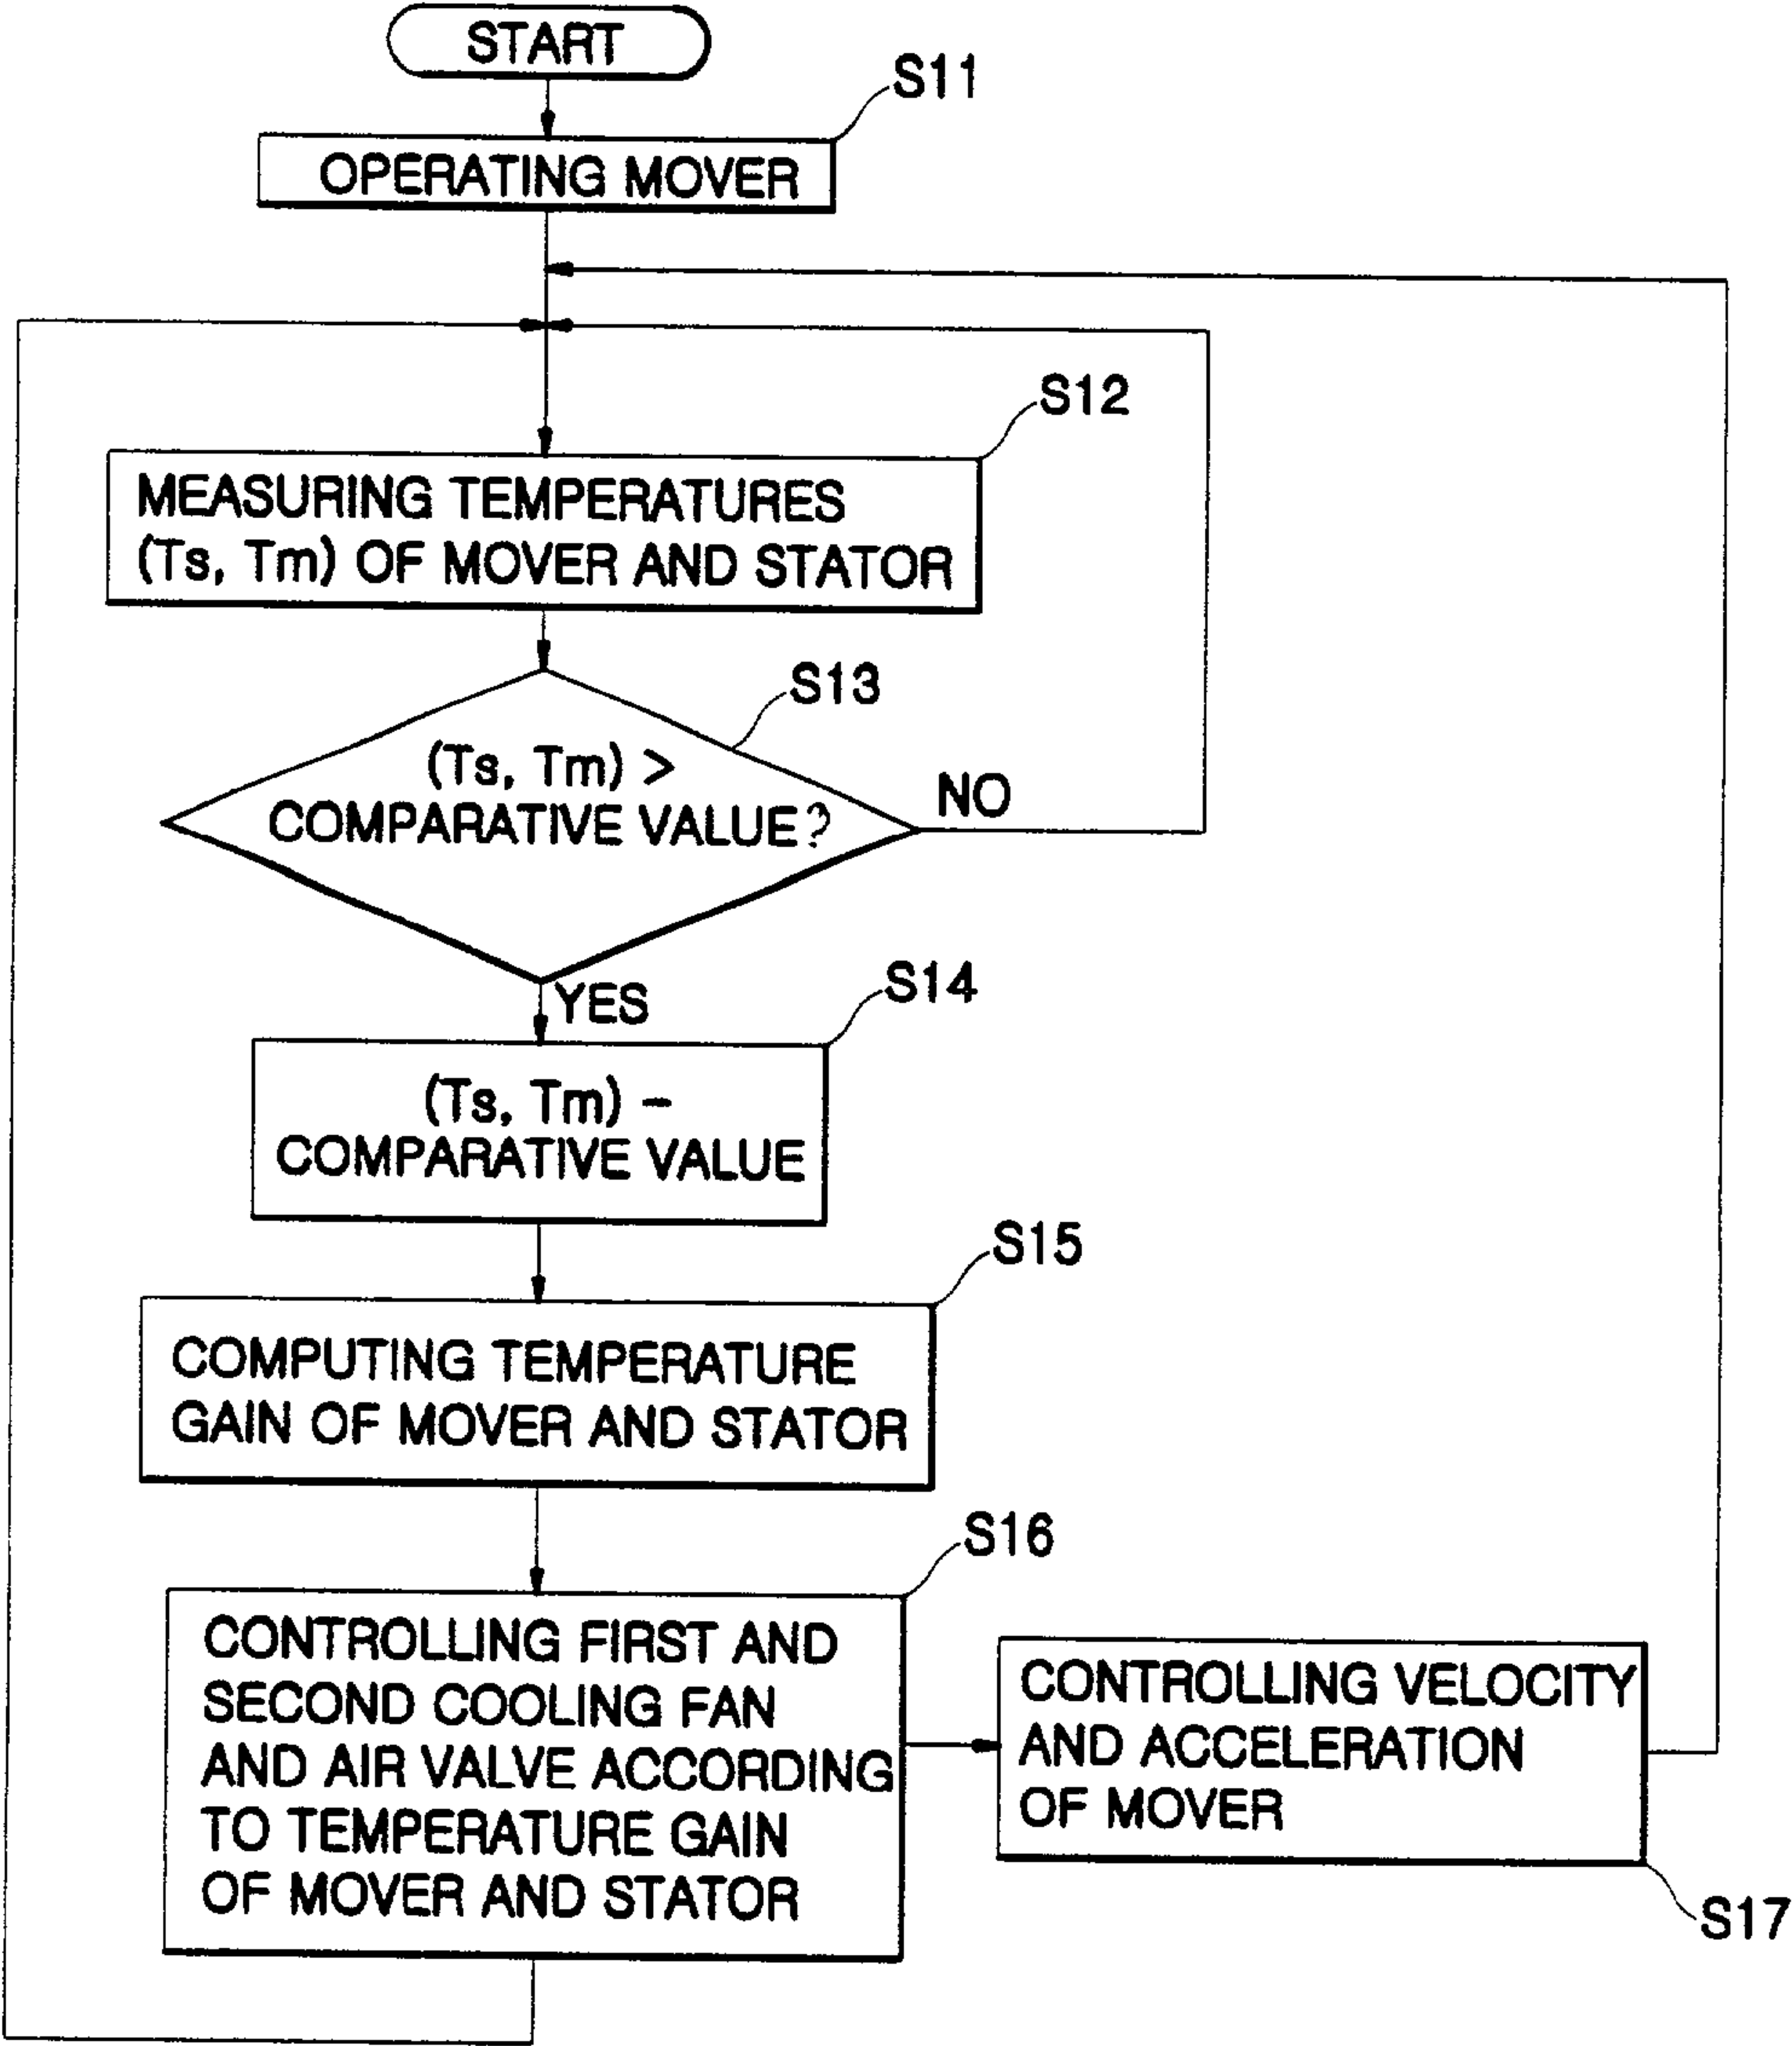 START
S11
OPERATING MOVER
S12
MEASURING TEMPERATURES
(Ts, Tm) OF MOVER AND STATOR
S13
(Ts, Tm) >
COMPARATIVE VALUE?
NO
YES
S14
(Ts, Tm) -
COMPARATIVE VALUE
S15
COMPUTING TEMPERATURE
GAIN OF MOVER AND STATOR
S16
CONTROLLING FIRST AND
SECOND COOLING FAN
AND AIR VALVE ACCORDING
TO TEMPERATURE GAIN
OF MOVER AND STATOR
CONTROLLING VELOCITY
AND ACCELERATION
OF MOVER
S17